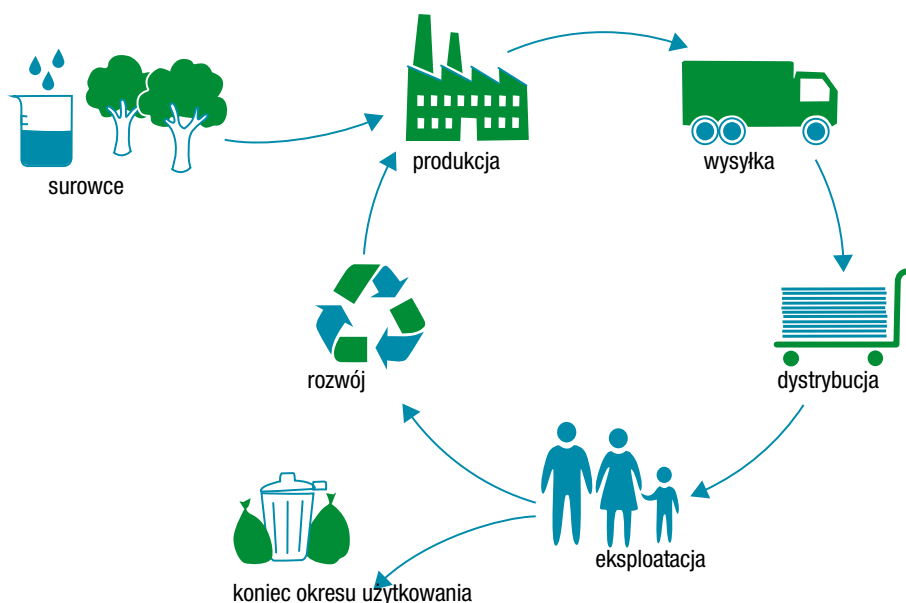 surowce
produkcja
wysyłka
rozwój
dystrybucja
eksploatacja
koniec okresu użytkowania